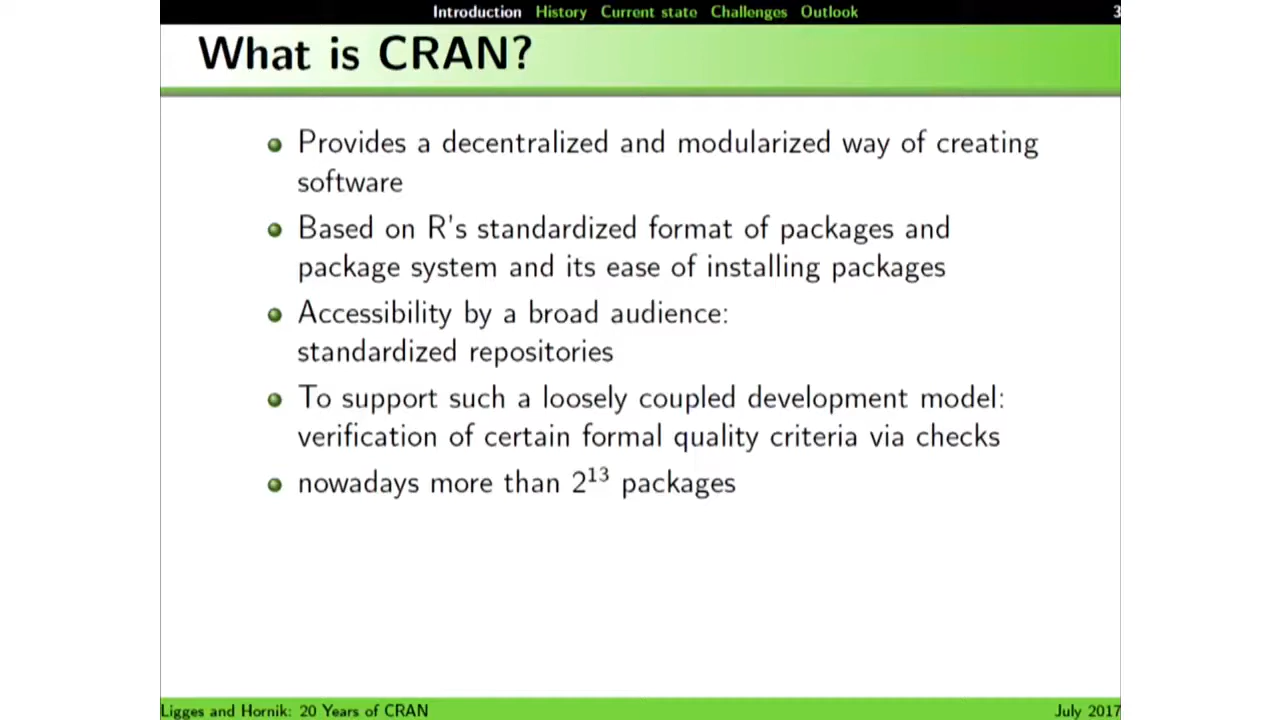 Introduction History Current state Challenges Outlook 3
What is CRAN?
Provides a decentralized and modularized way of creating
software
Based on R's standardized format of packages and
package system and its ease of installing packages
Accessibility by a broad audience:
standardized repositories
To support such a loosely coupled development model:
verification of certain formal quality criteria via checks
nowadays more than 2¹³ packages
Ligges and Hornik: 20 Years of CRAN July 2017